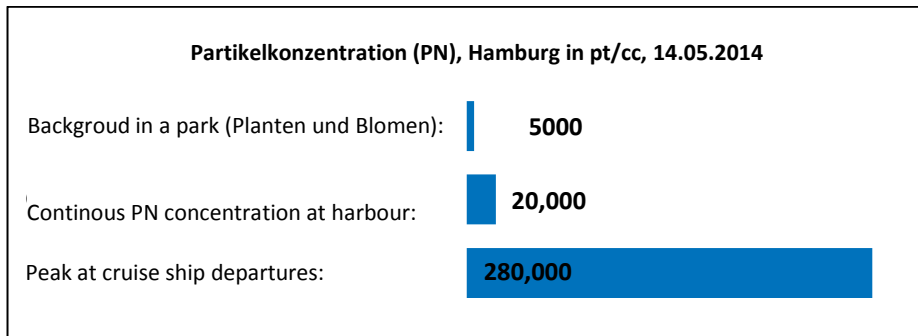 Partikelkonzentration (PN), Hamburg in pt/cc, 14.05.2014
Backgroud in a park (Planten und Blomen): 5000
Continous PN concentration at harbour: 20,000
Peak at cruise ship departures: 280,000